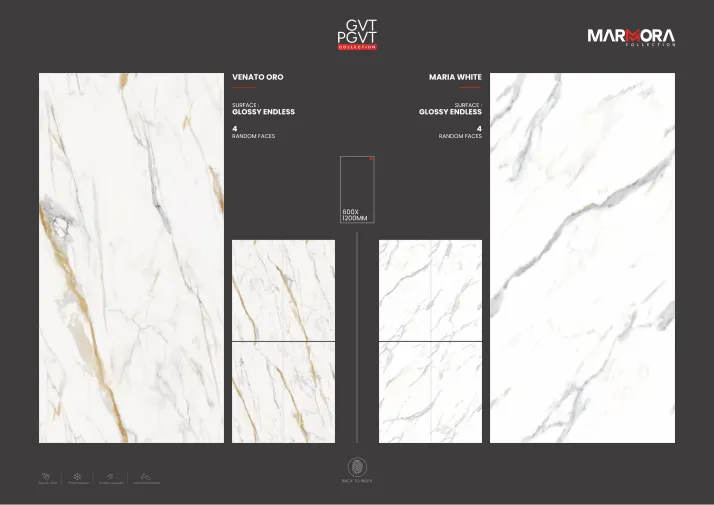 GVT
PGVT
COLLECTION
MARMORA
COLLECTION
VENATO ORO
SURFACE :
GLOSSY ENDLESS
4
RANDOM FACES
MARIA WHITE
SURFACE :
GLOSSY ENDLESS
4
RANDOM FACES
600X
1200MM
BACK TO INDEX